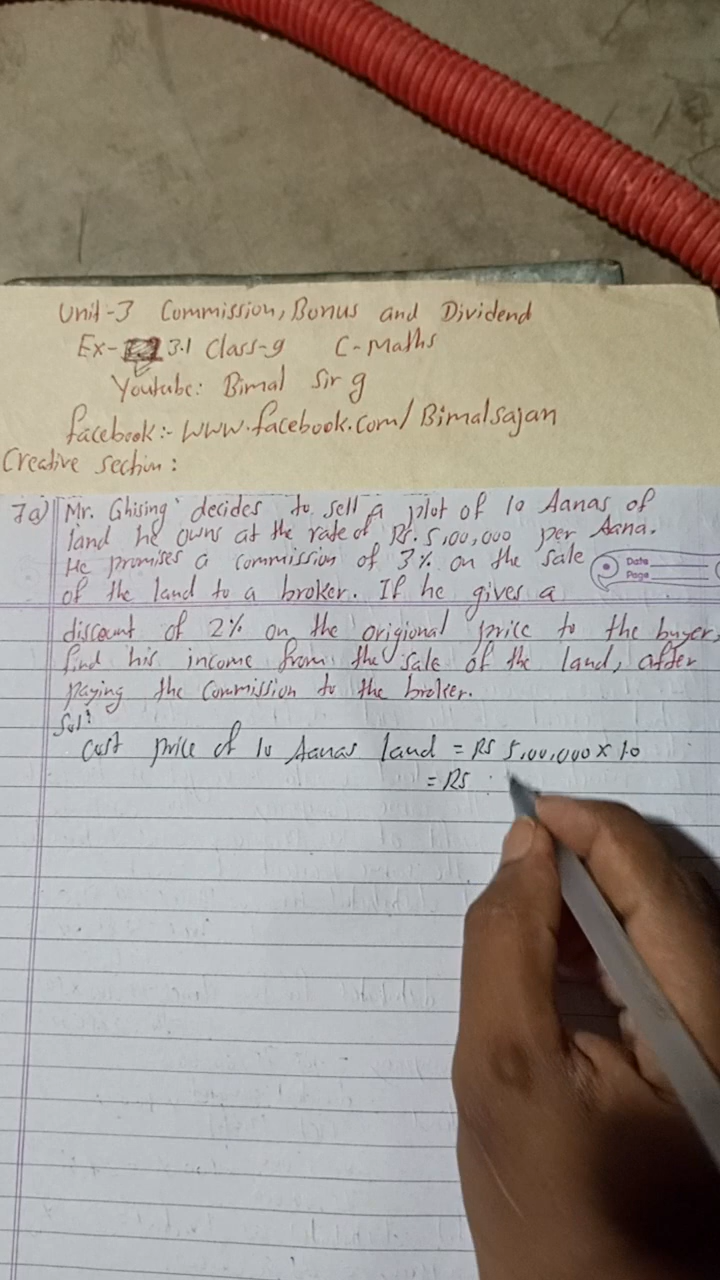 Unit-3 Commission, Bonus and Dividend
Ex- 3.1 Class-9 C-Maths
Youtube: Bimal Sir g
facebook:- www.facebook.com/Bimalsajan
Creative section:
7a) Mr. Ghising decides to sell a plot of 10 Aanas of
land he owns at the rate of Rs. 5,00,000 per Aana.
He promises a commission of 3% on the sale
Date
Page
of the land to a broker. If he gives a
discount of 2% on the origional price to the buyer,
find his income from the sale of the land, after
paying the commission to the broker.
Solⁿ
Cost price of 10 Aanas land = RS 5,00,000 × 10
= RS